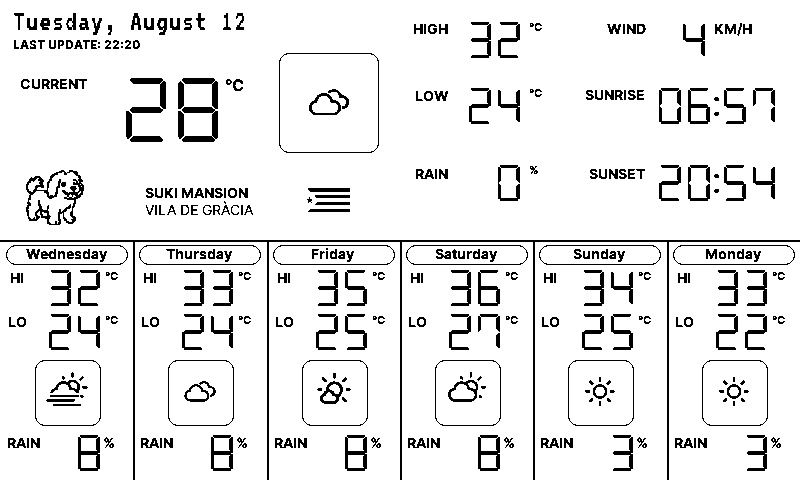 Tuesday, August 12
LAST UPDATE: 22:20
CURRENT 28 °C
SUKI MANSION
VILA DE GRÀCIA
HIGH 32 °C
LOW 24 °C
RAIN 0 %
WIND 4 KM/H
SUNRISE 06:57
SUNSET 20:54
Wednesday
HI 32 °C
LO 24 °C
RAIN 8 %
Thursday
HI 33 °C
LO 24 °C
RAIN 8 %
Friday
HI 35 °C
LO 25 °C
RAIN 8 %
Saturday
HI 36 °C
LO 27 °C
RAIN 8 %
Sunday
HI 34 °C
LO 25 °C
RAIN 3 %
Monday
HI 33 °C
LO 22 °C
RAIN 3 %